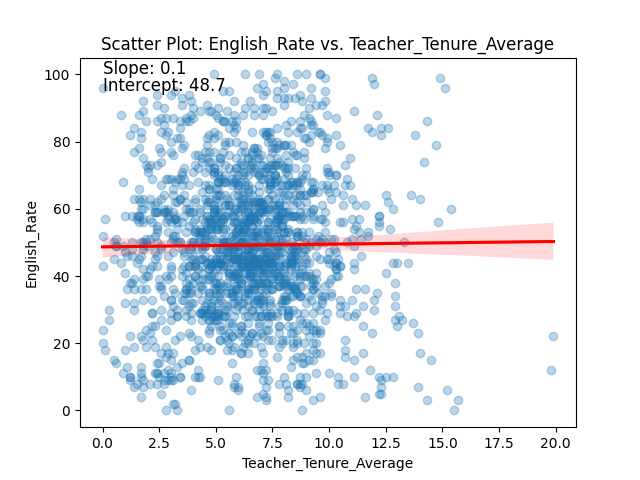 Scatter Plot: English_Rate vs. Teacher_Tenure_Average
Slope: 0.1
Intercept: 48.7
100
80
60
40
20
0
English_Rate
0.0 2.5 5.0 7.5 10.0 12.5 15.0 17.5 20.0
Teacher_Tenure_Average